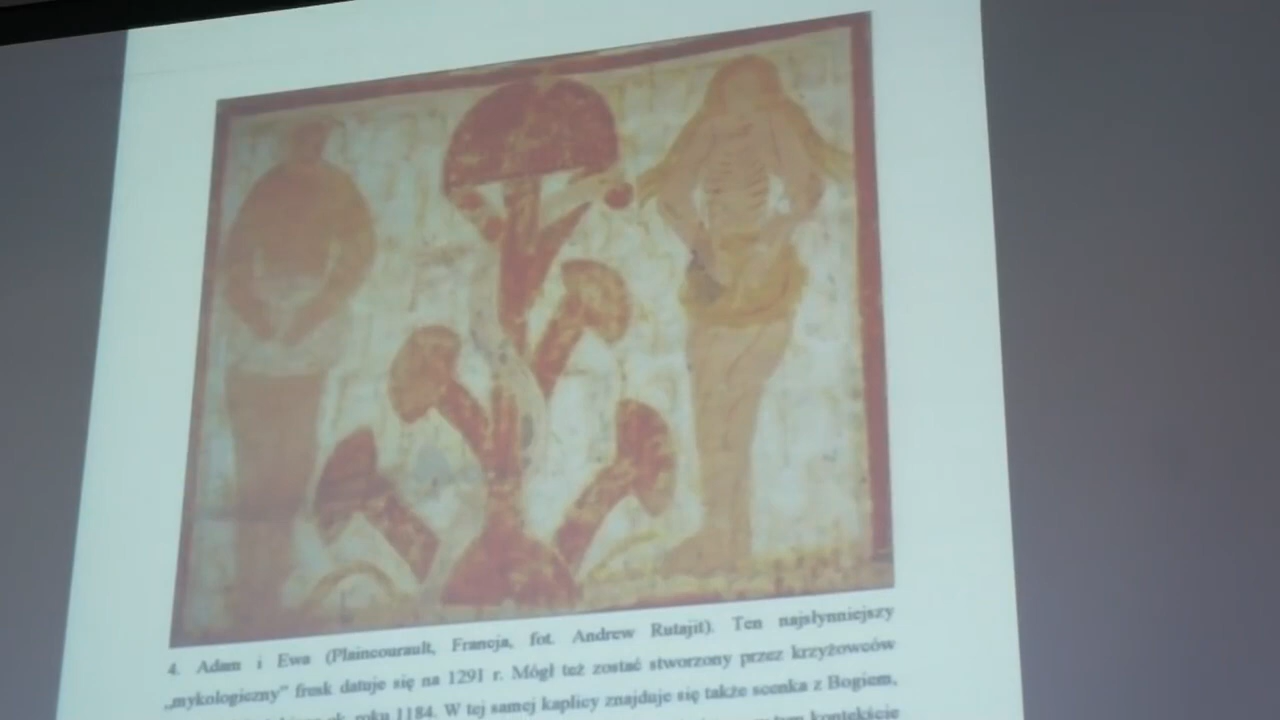 4. Adam i Ewa (Plaincourault, Francja, fot. Andrew Rutajit). Ten najsłynniejszy
„mykologiczny” fresk datuje się na 1291 r. Mógł też zostać stworzony przez krzyżowców
roku 1184. W tej samej kaplicy znajduje się także scenka z Bogiem,
kontekście